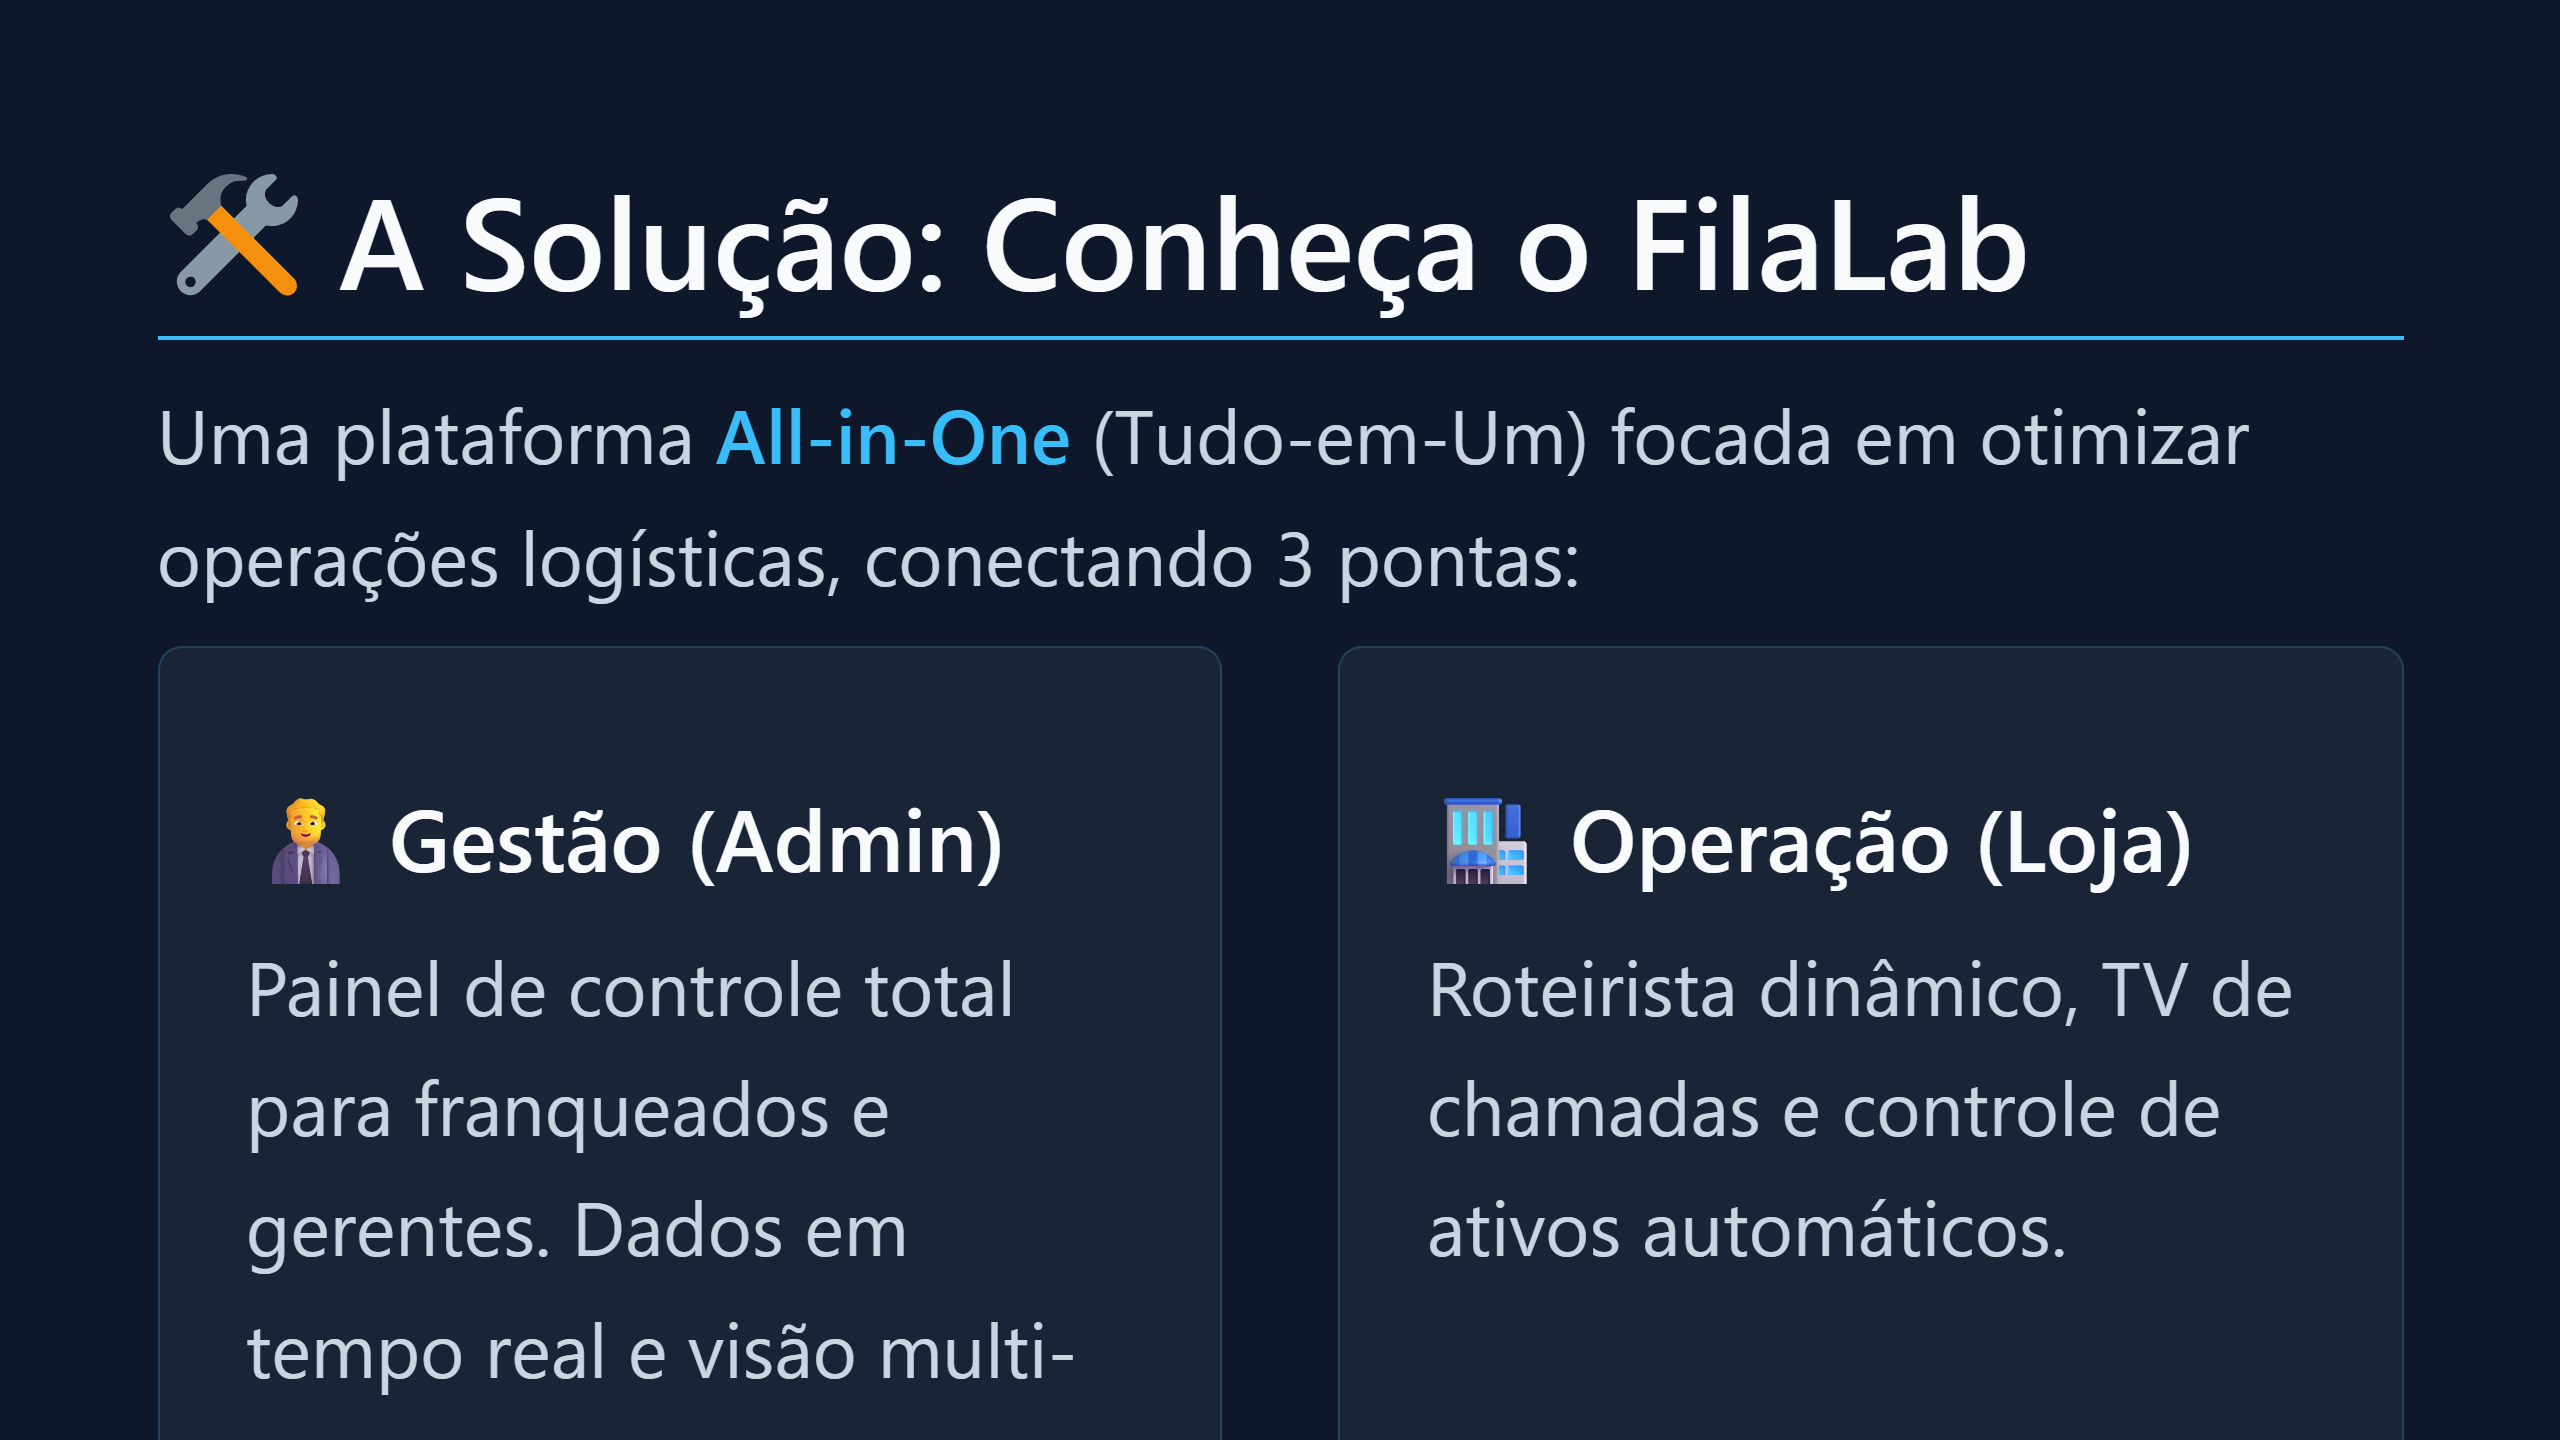 A Solução: Conheça o FilaLab
Uma plataforma All-in-One (Tudo-em-Um) focada em otimizar
operações logísticas, conectando 3 pontas:
Gestão (Admin)
Painel de controle total
para franqueados e
gerentes. Dados em
tempo real e visão multi-
Operação (Loja)
Roteirista dinâmico, TV de
chamadas e controle de
ativos automáticos.